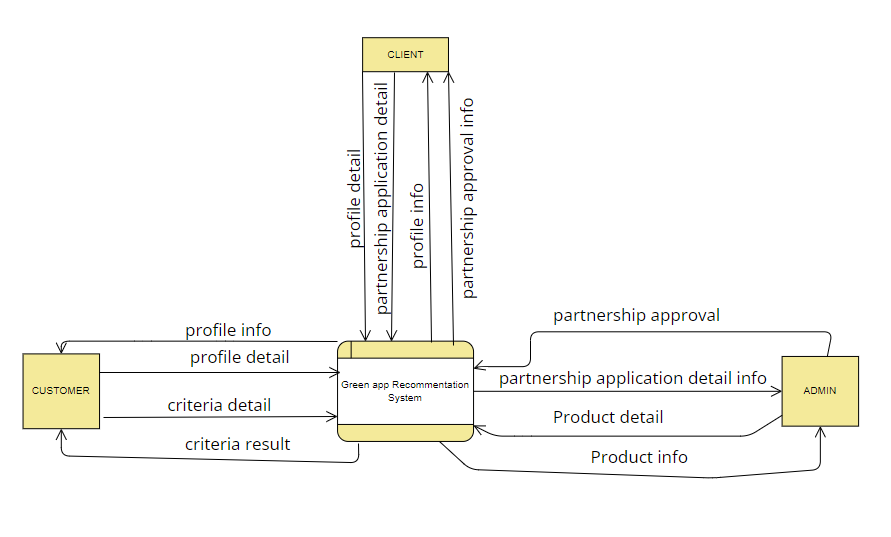 CLIENT
profile detail
partnership application detail
profile info
partnership approval info
partnership approval
profile info
profile detail
CUSTOMER
criteria detail
criteria result
Green app Recommentation
System
partnership application detail info
ADMIN
Product detail
Product info